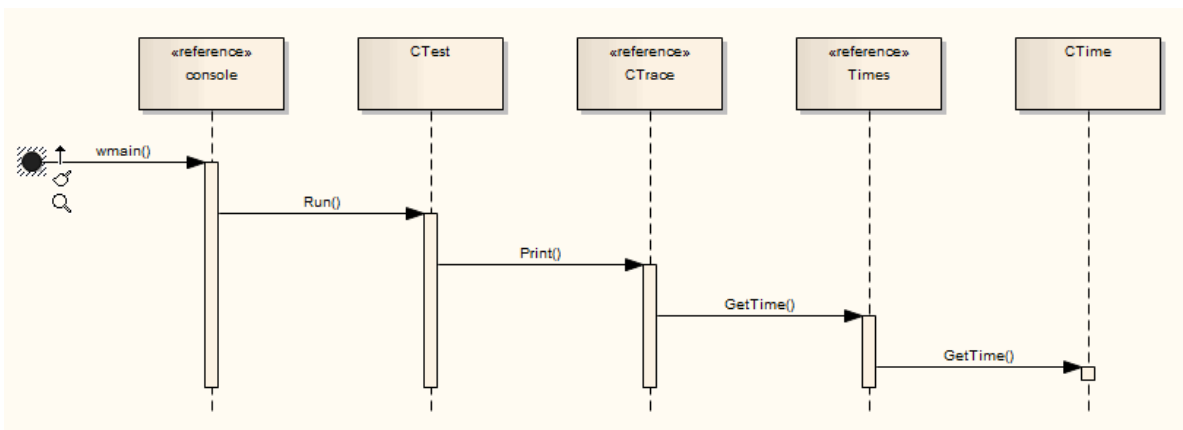 «reference»
console
CTest
«reference»
CTrace
«reference»
Times
CTime
wmain()
Run()
Print()
GetTime()
GetTime()